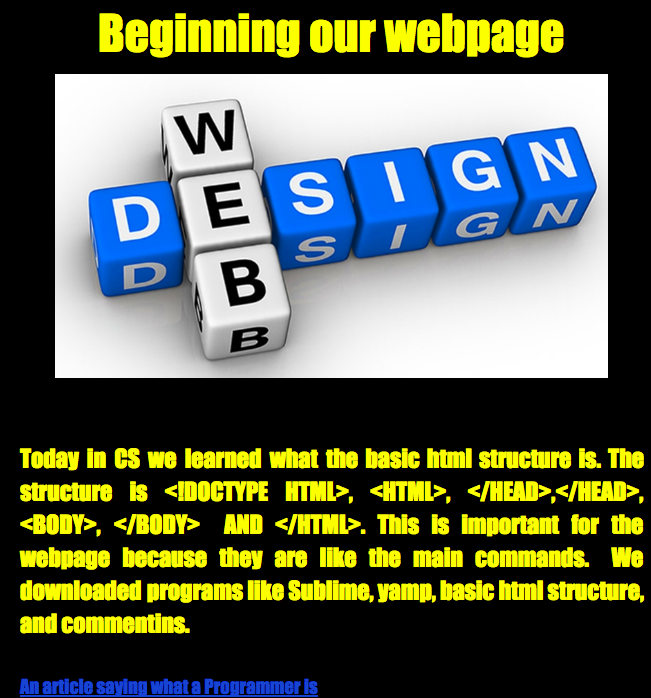 Beginning our webpage
W
DESIGN
B
D S I G N
B
Today in CS we learned what the basic html structure is. The
structure is <!DOCTYPE HTML>, <HTML>, </HEAD>,</HEAD>,
<BODY>, </BODY> AND </HTML>. This is important for the
webpage because they are like the main commands. We
downloaded programs like Sublime, yamp, basic html structure,
and commentins.
An article saying what a Programmer is